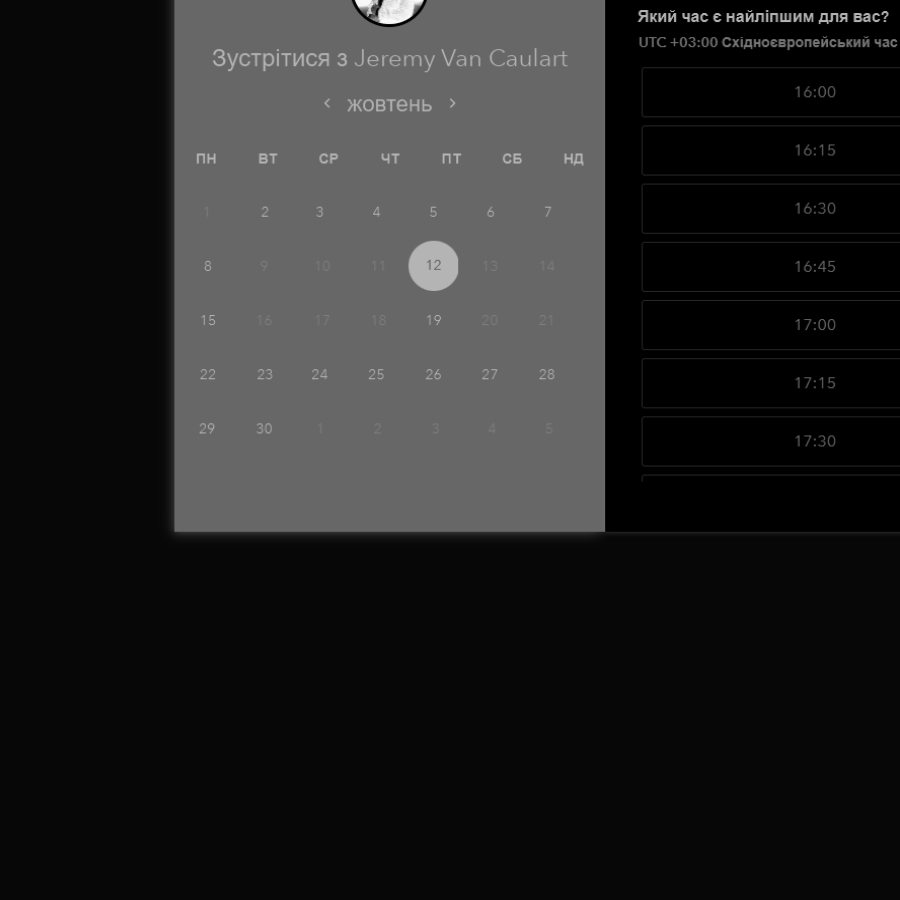 Зустрітися з Jeremy Van Caulart
жовтень
ПН ВТ СР ЧТ ПТ СБ НД
1 2 3 4 5 6 7
8 9 10 11 12 13 14
15 16 17 18 19 20 21
22 23 24 25 26 27 28
29 30 1 2 3 4 5
Який час є найліпшим для вас?
UTC +03:00 Східноєвропейський час
16:00
16:15
16:30
16:45
17:00
17:15
17:30